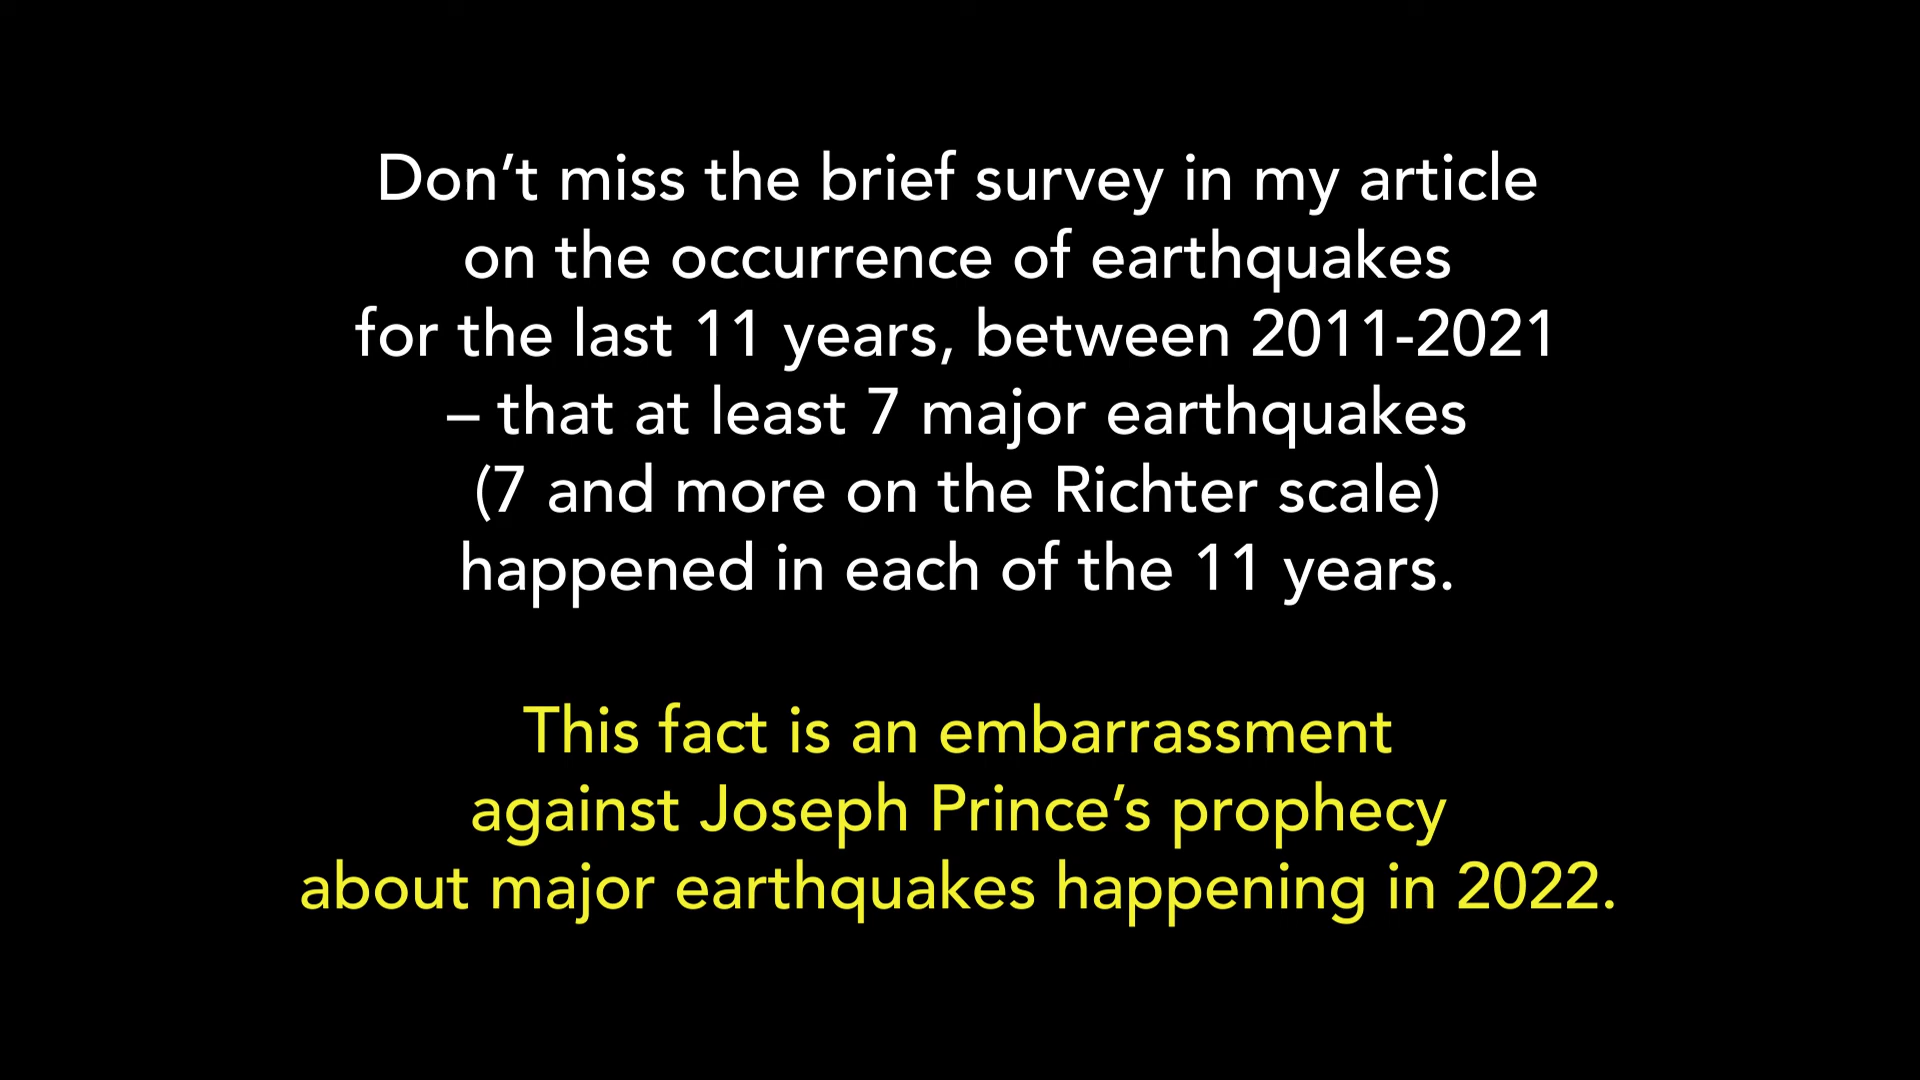 Don’t miss the brief survey in my article
on the occurrence of earthquakes
for the last 11 years, between 2011-2021
– that at least 7 major earthquakes
(7 and more on the Richter scale)
happened in each of the 11 years.
This fact is an embarrassment
against Joseph Prince’s prophecy
about major earthquakes happening in 2022.